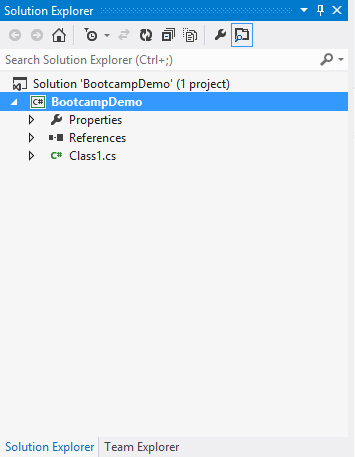 Solution Explorer
Search Solution Explorer (Ctrl+;)
Solution 'BootcampDemo' (1 project)
C# BootcampDemo
Properties
References
C# Class1.cs
Solution Explorer Team Explorer